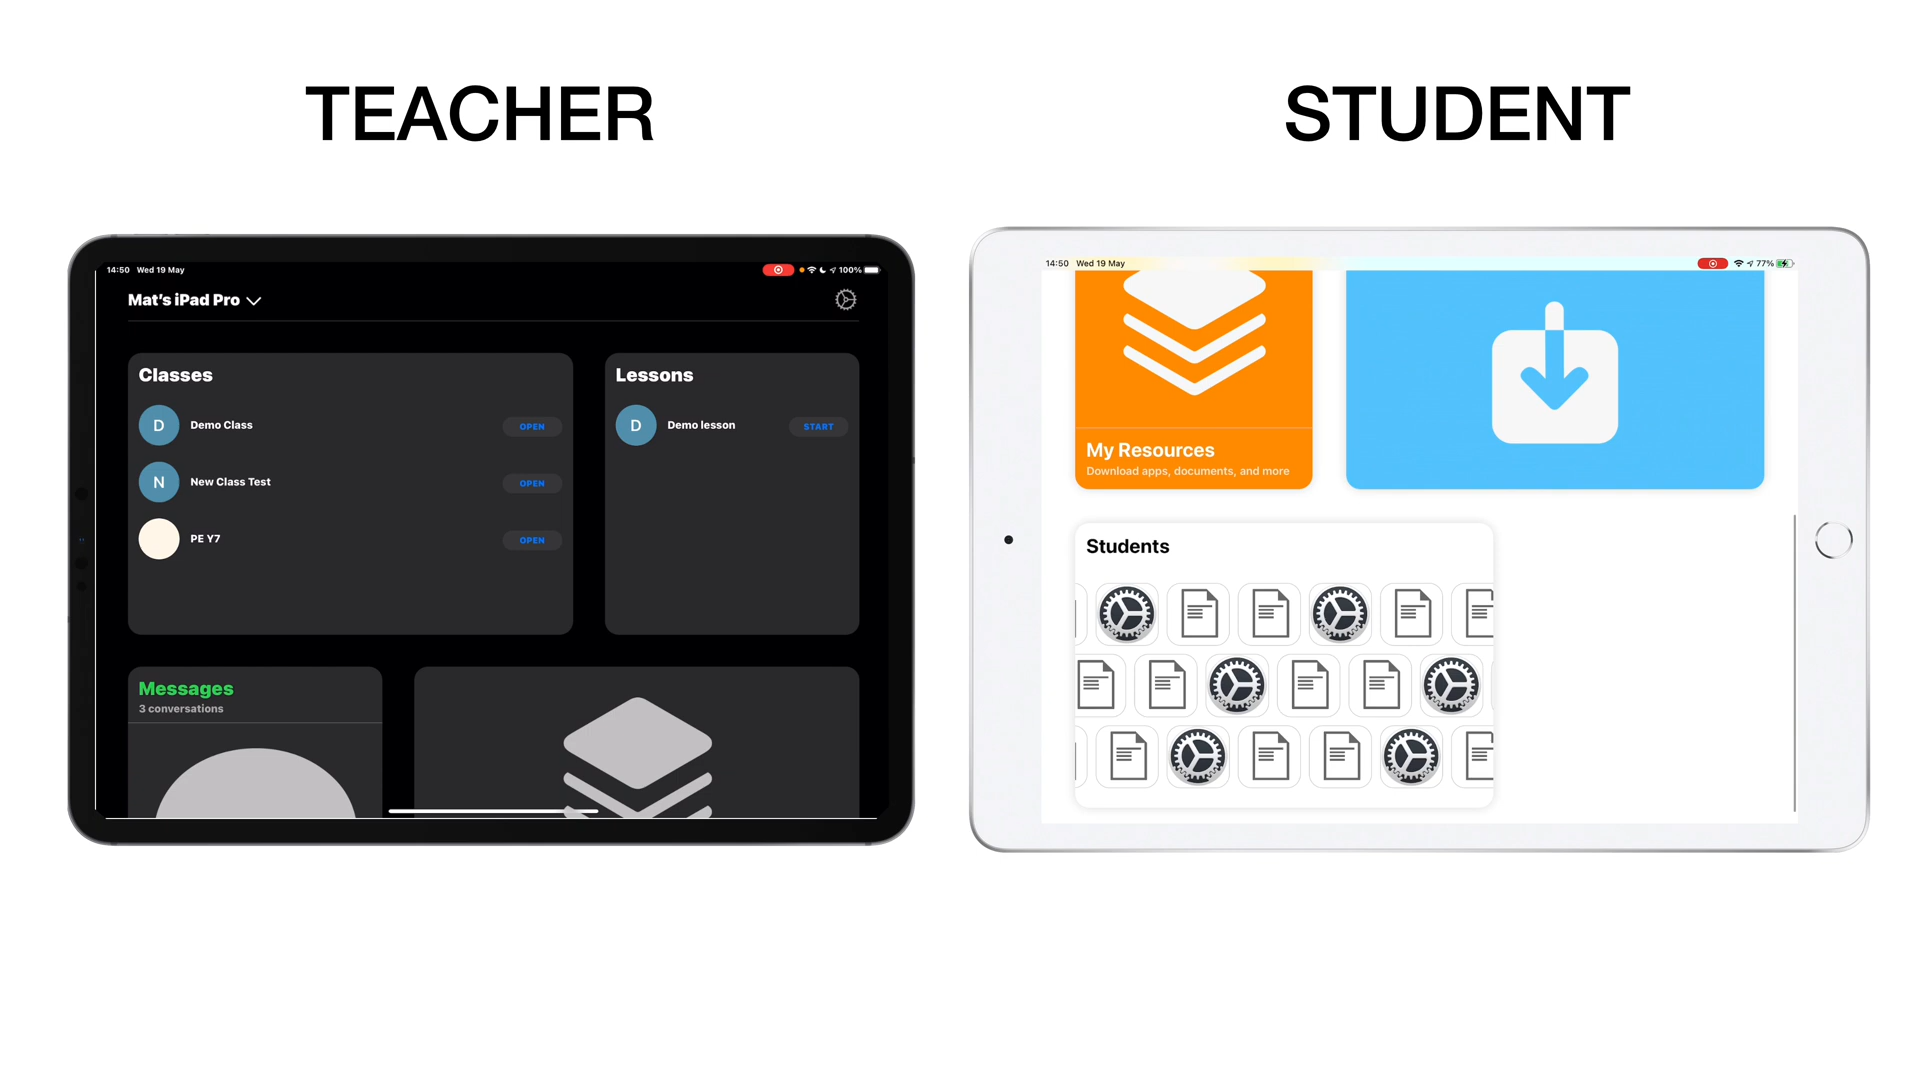 TEACHER
STUDENT
14:50 Wed 19 May
100%
Mat's iPad Pro
Classes
D
Demo Class
OPEN
N
New Class Test
OPEN
PE Y7
OPEN
Lessons
D
Demo lesson
START
Messages
3 conversations
14:50 Wed 19 May
77%
My Resources
Download apps, documents, and more
Students